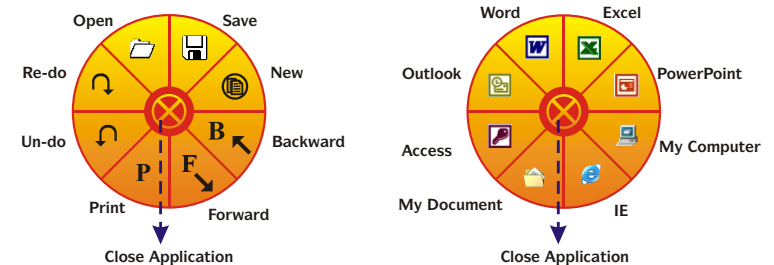 Open
Save
Re-do
New
Un-do
B
Backward
P
F
Print
Forward
Close Application
Word
Excel
W
X
Outlook
PowerPoint
Access
My Computer
My Document
IE
Close Application